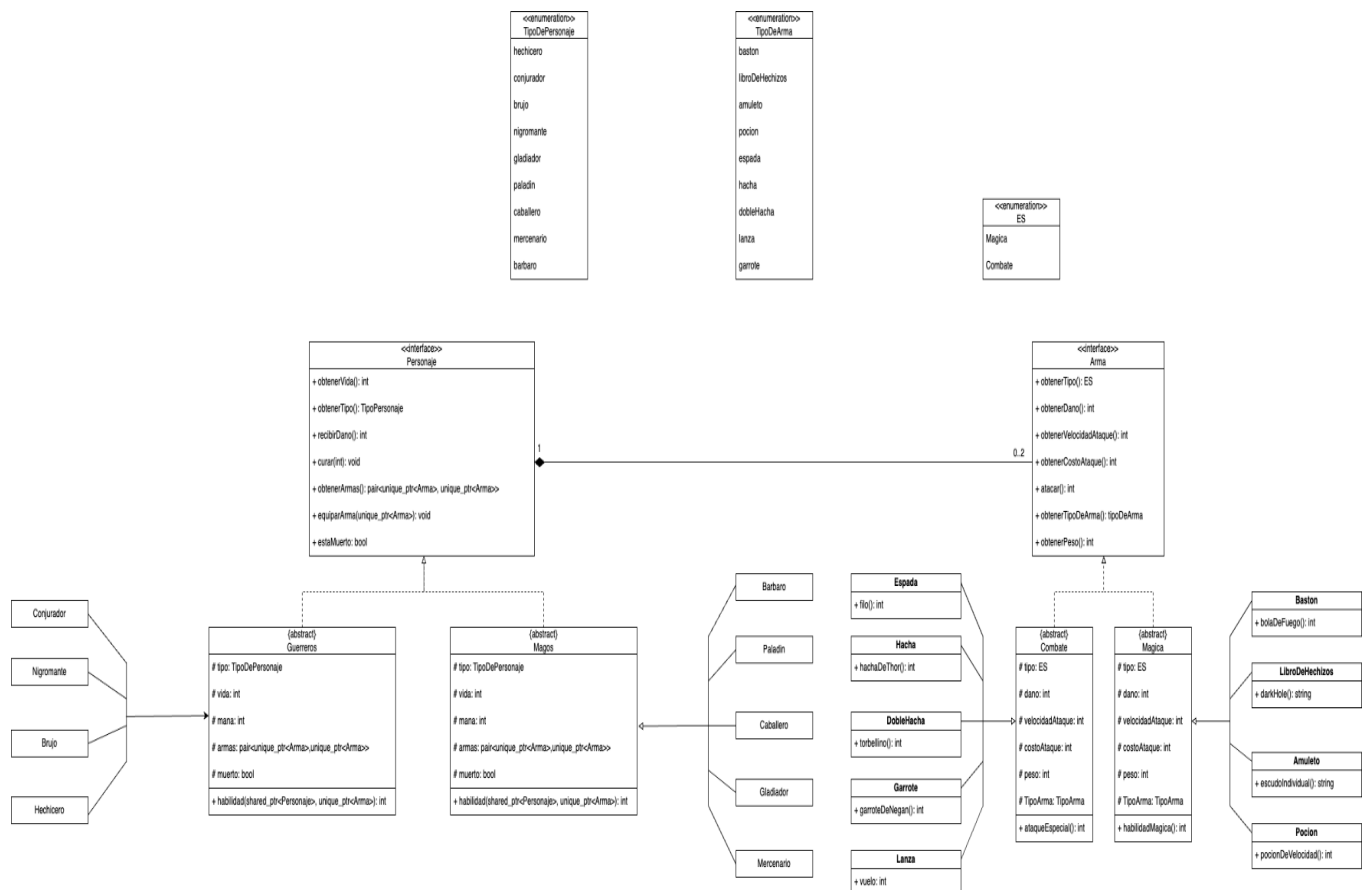 <<enumeration>>
TipoDePersonaje
hechicero
conjurador
brujo
nigromante
gladiador
paladin
caballero
mercenario
barbaro
<<enumeration>>
TipoDeArma
baston
libroDeHechizos
amuleto
pocion
espada
hacha
dobleHacha
lanza
garrote
<<enumeration>>
ES
Magica
Combate
<<interface>>
Personaje
+ obtenerVida(): int
+ obtenerTipo(): TipoPersonaje
+ recibirDano(): int
+ curar(int): void
+ obtenerArmas(): pair<unique_ptr<Arma>, unique_ptr<Arma>>
+ equiparArma(unique_ptr<Arma>): void
+ estaMuerto: bool
1
0..2
<<interface>>
Arma
+ obtenerTipo(): ES
+ obtenerDano(): int
+ obtenerVelocidadAtaque(): int
+ obtenerCostoAtaque(): int
+ atacar(): int
+ obtenerTipoDeArma(): tipoDeArma
+ obtenerPeso(): int
Conjurador
Nigromante
Brujo
Hechicero
{abstract}
Guerreros
# tipo: TipoDePersonaje
# vida: int
# mana: int
# armas: pair<unique_ptr<Arma>,unique_ptr<Arma>>
# muerto: bool
+ habilidad(shared_ptr<Personaje>, unique_ptr<Arma>): int
{abstract}
Magos
# tipo: TipoDePersonaje
# vida: int
# mana: int
# armas: pair<unique_ptr<Arma>,unique_ptr<Arma>>
# muerto: bool
+ habilidad(shared_ptr<Personaje>, unique_ptr<Arma>): int
Barbaro
Paladin
Caballero
Gladiador
Mercenario
Espada
+ filo(): int
Hacha
+ hachaDeThor(): int
DobleHacha
+ torbellino(): int
Garrote
+ garroteDeNegan(): int
Lanza
+ vuelo: int
{abstract}
Combate
# tipo: ES
# dano: int
# velocidadAtaque: int
# costoAtaque: int
# peso: int
# TipoArma: TipoArma
+ ataqueEspecial(): int
{abstract}
Magica
# tipo: ES
# dano: int
# velocidadAtaque: int
# costoAtaque: int
# peso: int
# TipoArma: TipoArma
+ habilidadMagica(): int
Baston
+ bolaDeFuego(): int
LibroDeHechizos
+ darkHole(): string
Amuleto
+ escudoIndividual(): string
Pocion
+ pocionDeVelocidad(): int